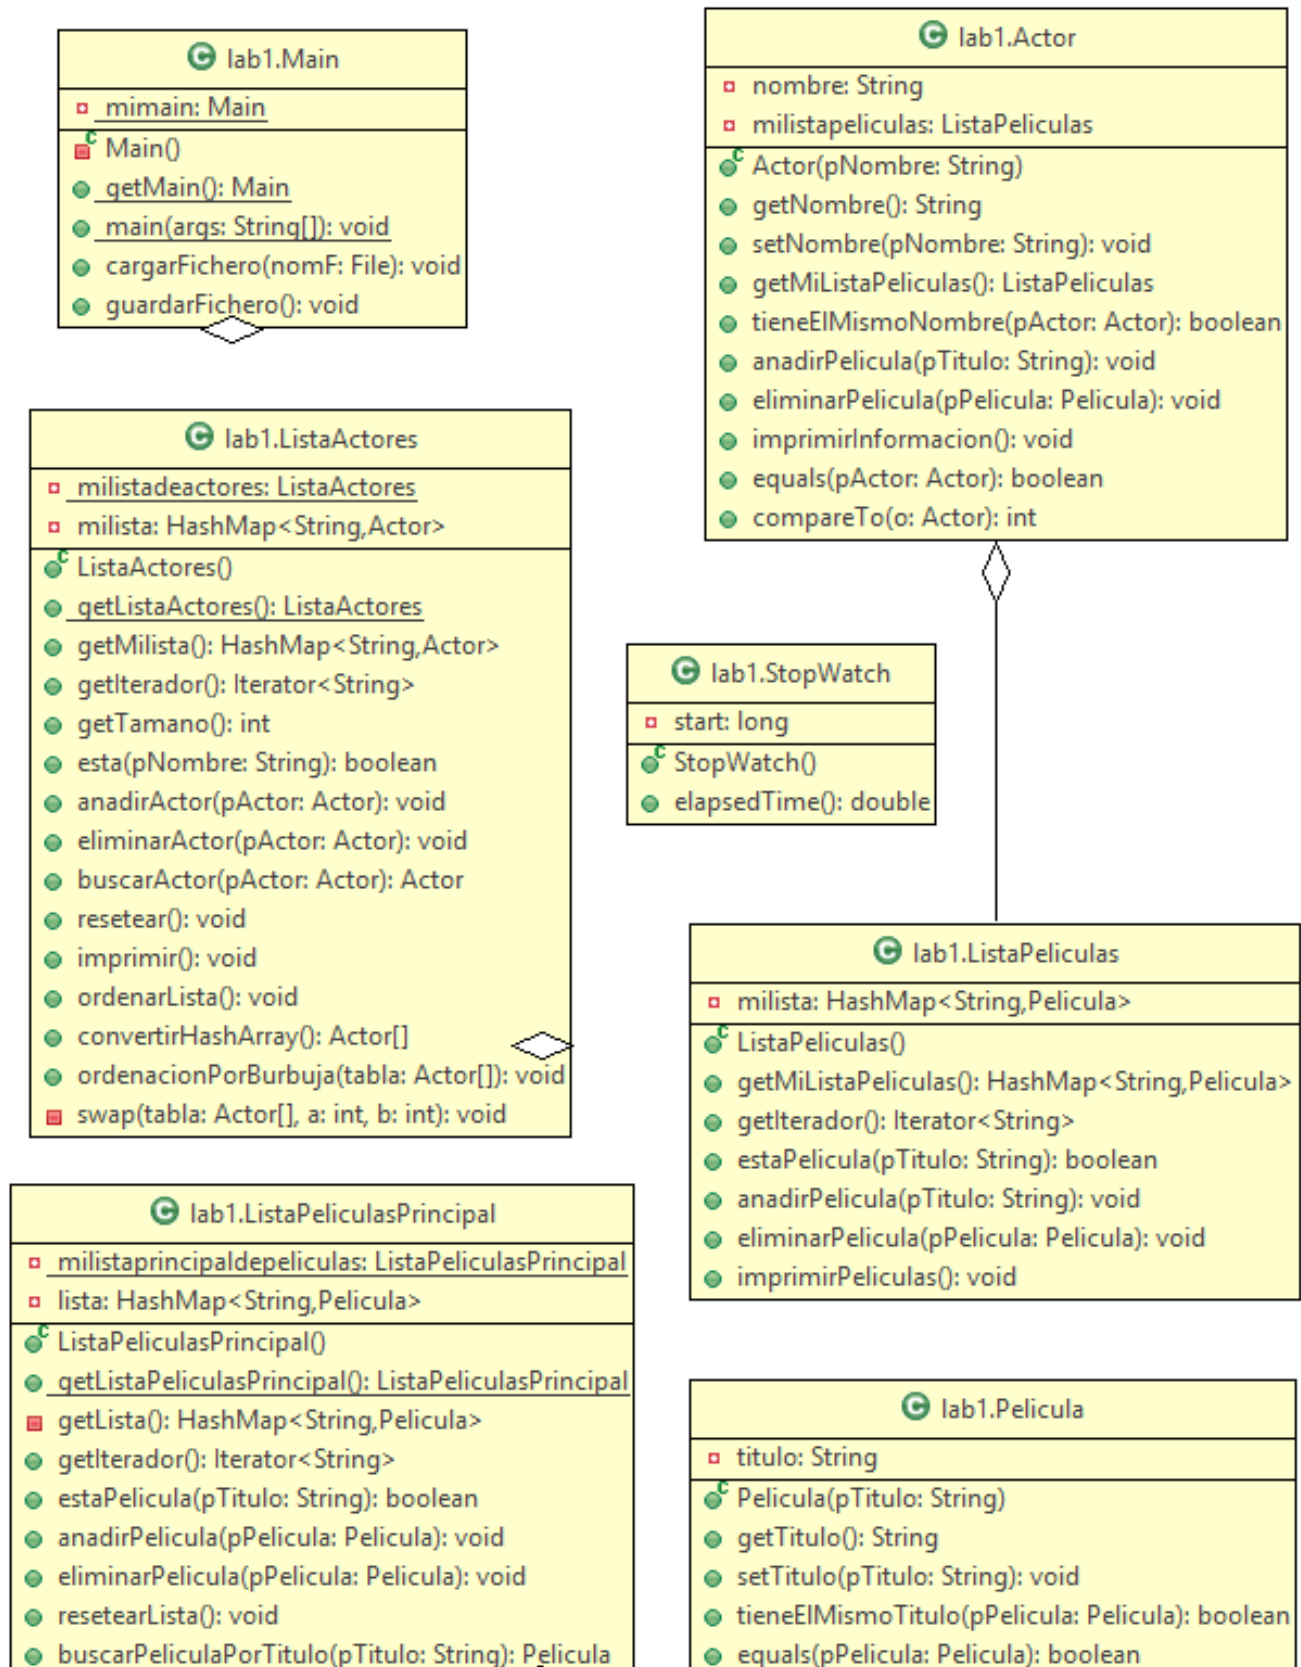 lab1.Main
mimain: Main
Main()
getMain(): Main
main(args: String[]): void
cargarFichero(nomF: File): void
guardarFichero(): void
lab1.Actor
nombre: String
milistapeliculas: ListaPeliculas
Actor(pNombre: String)
getNombre(): String
setNombre(pNombre: String): void
getMiListaPeliculas(): ListaPeliculas
tieneElMismoNombre(pActor: Actor): boolean
anadirPelicula(pTitulo: String): void
eliminarPelicula(pPelicula: Pelicula): void
imprimirInformacion(): void
equals(pActor: Actor): boolean
compareTo(o: Actor): int
lab1.ListaActores
milistadeactores: ListaActores
milista: HashMap<String,Actor>
ListaActores()
getListaActores(): ListaActores
getMilista(): HashMap<String,Actor>
getIterador(): Iterator<String>
getTamano(): int
esta(pNombre: String): boolean
anadirActor(pActor: Actor): void
eliminarActor(pActor: Actor): void
buscarActor(pActor: Actor): Actor
resetear(): void
imprimir(): void
ordenarLista(): void
convertirHashArray(): Actor[]
ordenacionPorBurbuja(tabla: Actor[]): void
swap(tabla: Actor[], a: int, b: int): void
lab1.StopWatch
start: long
StopWatch()
elapsedTime(): double
lab1.ListaPeliculas
milista: HashMap<String,Pelicula>
ListaPeliculas()
getMiListaPeliculas(): HashMap<String,Pelicula>
getIterador(): Iterator<String>
estaPelicula(pTitulo: String): boolean
anadirPelicula(pTitulo: String): void
eliminarPelicula(pPelicula: Pelicula): void
imprimirPeliculas(): void
lab1.ListaPeliculasPrincipal
milistaprincipaldepeliculas: ListaPeliculasPrincipal
lista: HashMap<String,Pelicula>
ListaPeliculasPrincipal()
getListaPeliculasPrincipal(): ListaPeliculasPrincipal
getLista(): HashMap<String,Pelicula>
getIterador(): Iterator<String>
estaPelicula(pTitulo: String): boolean
anadirPelicula(pPelicula: Pelicula): void
eliminarPelicula(pPelicula: Pelicula): void
resetearLista(): void
buscarPeliculaPorTitulo(pTitulo: String): Pelicula
lab1.Pelicula
titulo: String
Pelicula(pTitulo: String)
getTitulo(): String
setTitulo(pTitulo: String): void
tieneElMismoTitulo(pPelicula: Pelicula): boolean
equals(pPelicula: Pelicula): boolean